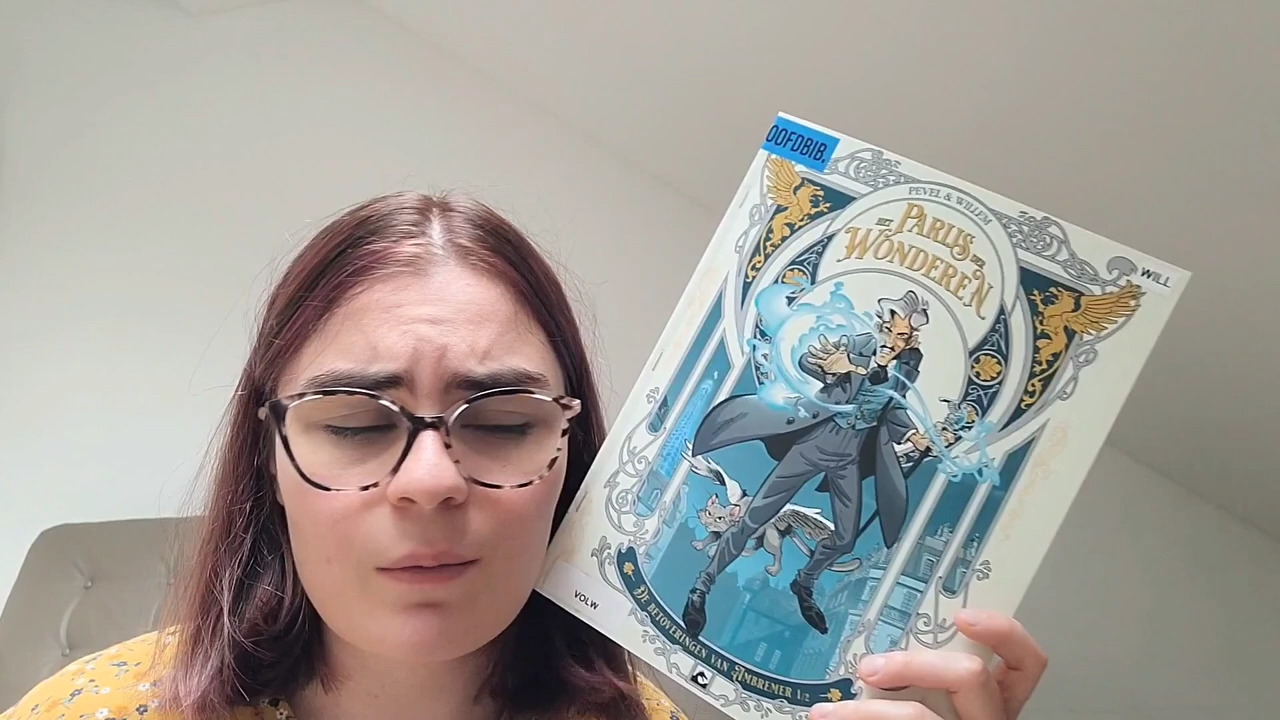 OOFDBIB.
PEVEL & WILLEM
WILL
HET PARIJS DER
WONDEREN
VOLW
DE BETOVERINGEN VAN AMBREMER 1/2